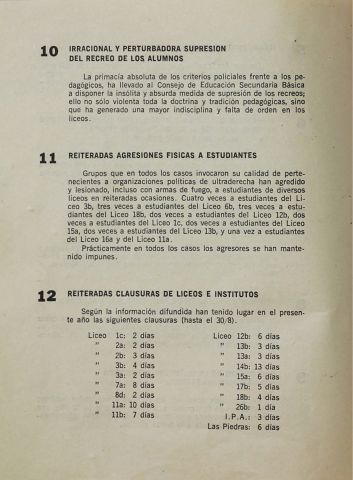 10 IRRACIONAL Y PERTURBADORA SUPRESION
DEL RECREO DE LOS ALUMNOS
La primacía absoluta de los criterios policiales frente a los pe-
dagógicos, ha llevado al Consejo de Educación Secundaria Básica
a disponer la insólita y absurda medida de supresión de los recreos;
ello no sólo violenta toda la doctrina y tradición pedagógicas, sino
que ha generado una mayor indisciplina y falta de orden en los
liceos.
11 REITERADAS AGRESIONES FISICAS A ESTUDIANTES
Grupos que en todos los casos invocaron su calidad de perte-
necientes a organizaciones políticas de ultraderecha han agredido
y lesionado, incluso con armas de fuego, a estudiantes de diversos
liceos en reiteradas ocasiones. Cuatro veces a estudiantes del Li-
ceo 3b, tres veces a estudiantes del Liceo 6b, tres veces a estu-
diantes del Liceo 18b, dos veces a estudiantes del Liceo 12b, dos
veces a estudiantes del Liceo 1c, dos veces a estudiantes del Liceo
15a, dos veces a estudiantes del Liceo 13b, y una vez a estudiantes
del Liceo 16a y del Liceo 11a.
Prácticamente en todos los casos los agresores se han mante-
nido impunes.
12 REITERADAS CLAUSURAS DE LICEOS E INSTITUTOS
Según la información difundida han tenido lugar en el presen-
te año las siguientes clausuras (hasta el 30/8).
Liceo 1c: 2 días
" 2a: 2 días
" 2b: 3 días
" 3b: 4 días
" 3a: 2 días
" 7a: 8 días
" 8d: 2 días
" 11a: 10 días
" 11b: 7 días
Liceo 12b: 6 días
" 13b: 3 días
" 13a: 3 días
" 14b: 13 días
" 15a: 6 días
" 17b: 5 días
" 18b: 4 días
" 26b: 1 día
I.P.A.: 3 días
Las Piedras: 6 días